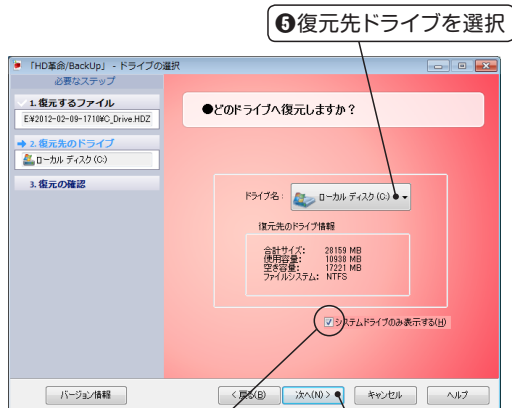 ❺復元先ドライブを選択
「HD革命/BackUp」 - ドライブの選択
必要なステップ
1. 復元するファイル
E¥2012-02-09-1710¥C_Drive.HDZ
2. 復元先のドライブ
ローカル ディスク (C:)
3. 復元の確認
●どのドライブへ復元しますか？
ドライブ名: ローカル ディスク (C:)
復元先のドライブ情報
合計サイズ: 28159 MB
使用容量: 10938 MB
空き容量: 17221 MB
ファイルシステム: NTFS
システムドライブのみ表示する(H)
バージョン情報 < 戻る(B) 次へ(N) > キャンセル ヘルプ